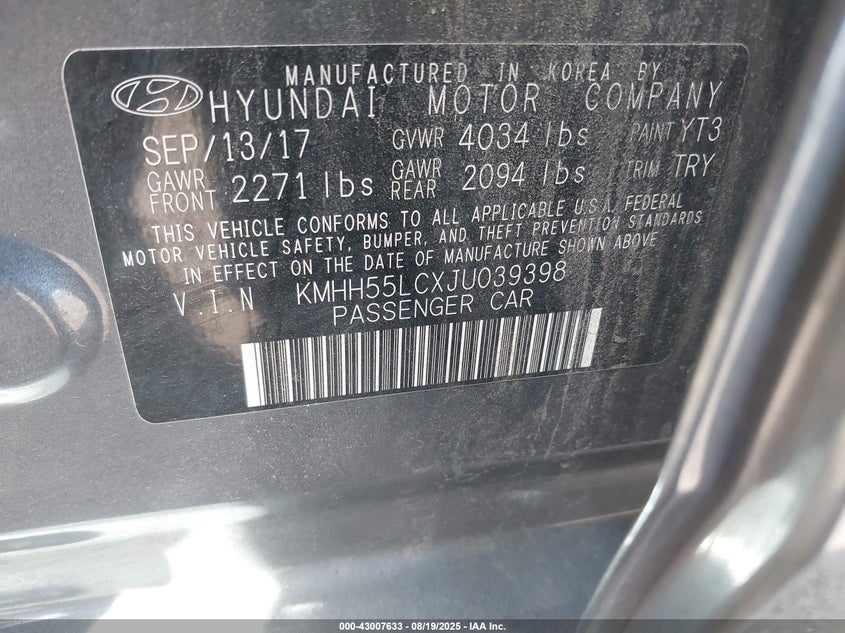 MANUFACTURED IN KOREA BY
HYUNDAI MOTOR COMPANY
SEP/13/17 GVWR 4034 lbs PAINT YT3
GAWR FRONT 2271 lbs GAWR REAR 2094 lbs TRIM TRY
THIS VEHICLE CONFORMS TO ALL APPLICABLE U.S.A. FEDERAL
MOTOR VEHICLE SAFETY, BUMPER, AND THEFT PREVENTION STANDARDS
IN EFFECT ON THE DATE OF MANUFACTURE SHOWN ABOVE
V.I.N KMHH55LCXJU039398
PASSENGER CAR
000-43007633 - 08/19/2025 - IAA Inc.